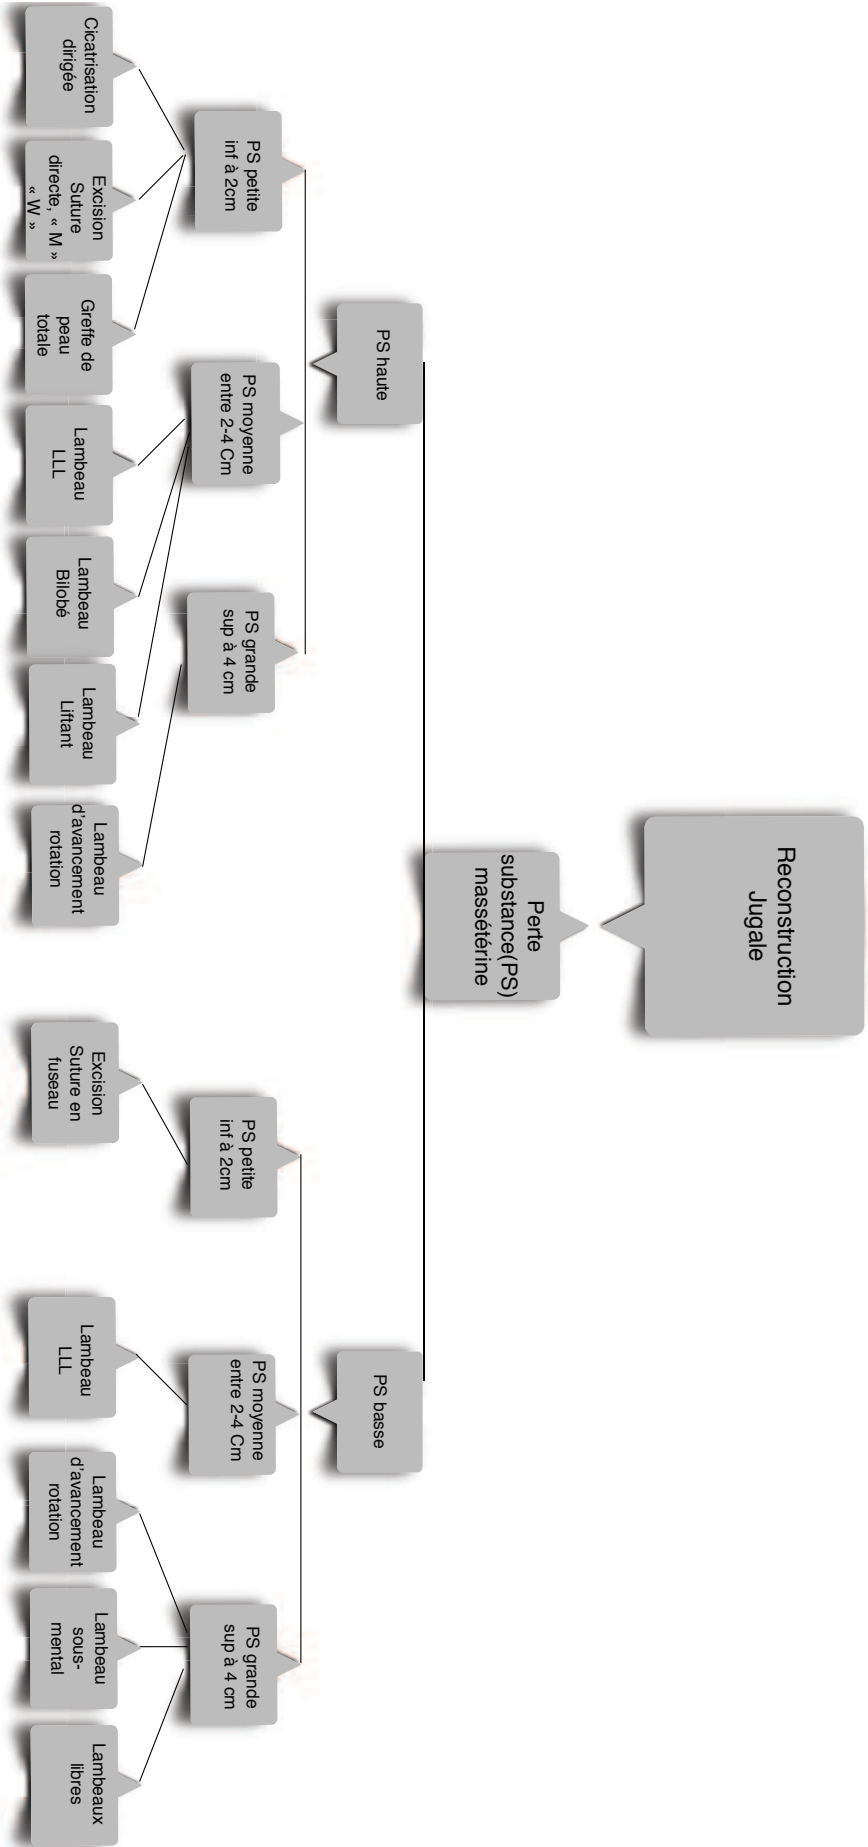 Reconstruction
Jugale
Perte
substance(PS)
massétérine
PS haute
PS basse
PS petite
inf à 2cm
PS moyenne
entre 2-4 Cm
PS grande
sup à 4 cm
PS petite
inf à 2cm
PS moyenne
entre 2-4 Cm
PS grande
sup à 4 cm
Cicatrisation
dirigée
Excision
Suture
directe, « M »
« W »
Greffe de
peau
totale
Lambeau
LLL
Lambeau
Bilobé
Lambeau
Liftant
Lambeau
d'avancement
rotation
Excision
Suture en
fuseau
Lambeau
LLL
Lambeau
d'avancement
rotation
Lambeau
sous-
mental
Lambeaux
libres